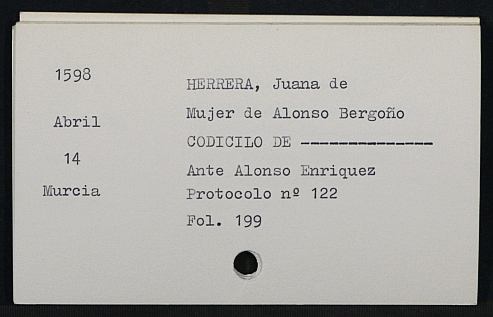 1598
Abril
14
Murcia
HERRERA, Juana de
Mujer de Alonso Bergoño
CODICILO DE --------------
Ante Alonso Enriquez
Protocolo nº 122
Fol. 199